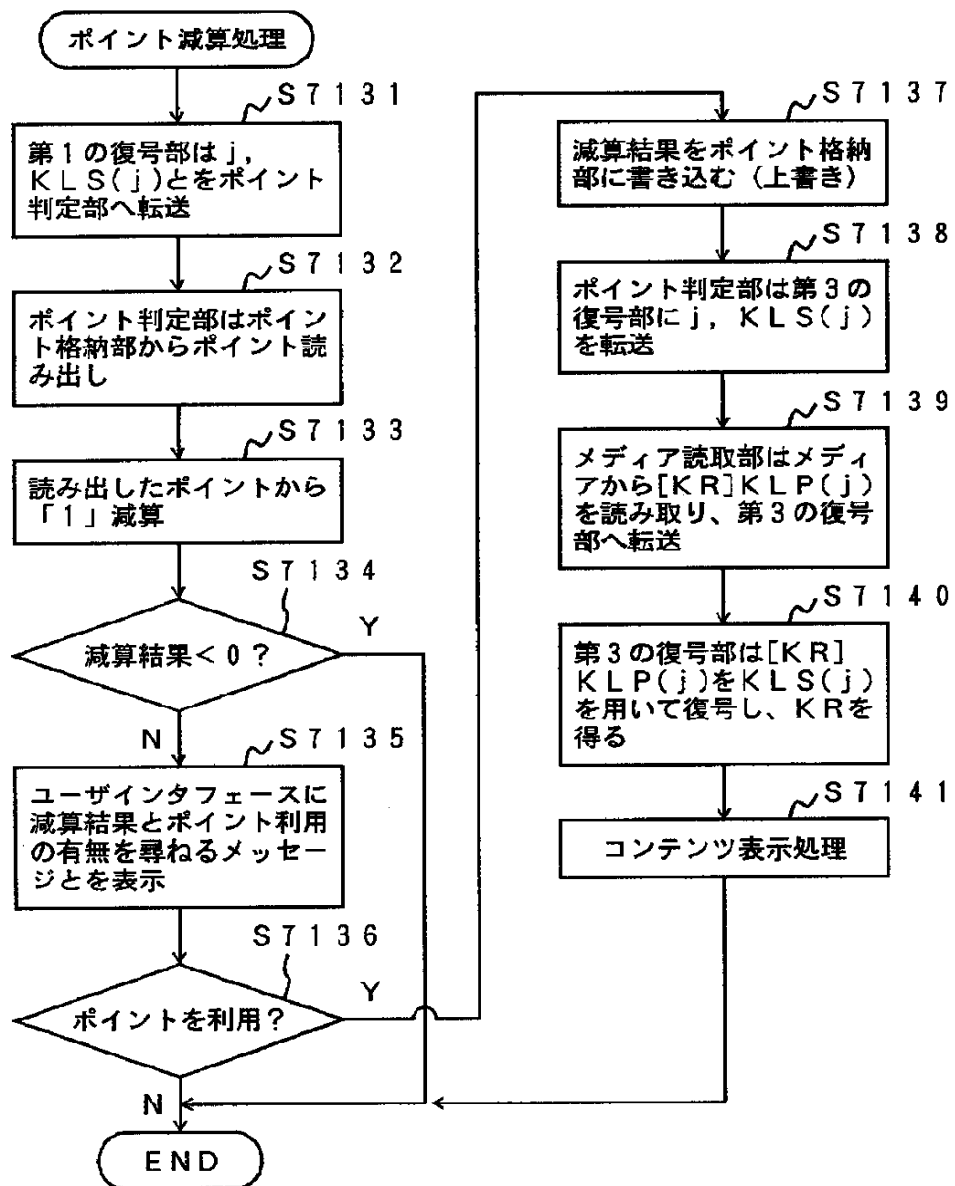 ポイント減算処理
S7131
第1の復号部はj,
KLS(j)とをポイント
判定部へ転送
S7132
ポイント判定部はポイン
ト格納部からポイント読
み出し
S7133
読み出したポイントから
「1」減算
S7134
減算結果<0?
Y
N
S7135
ユーザインタフェースに
減算結果とポイント利用
の有無を尋ねるメッセー
ジとを表示
S7136
ポイントを利用?
Y
N
END
S7137
減算結果をポイント格納
部に書き込む(上書き)
S7138
ポイント判定部は第3の
復号部にj,KLS(j)
を転送
S7139
メディア読取部はメディ
アから[KR]KLP(j)
を読み取り、第3の復号
部へ転送
S7140
第3の復号部は[KR]
KLP(j)をKLS(j)
を用いて復号し、KRを
得る
S7141
コンテンツ表示処理